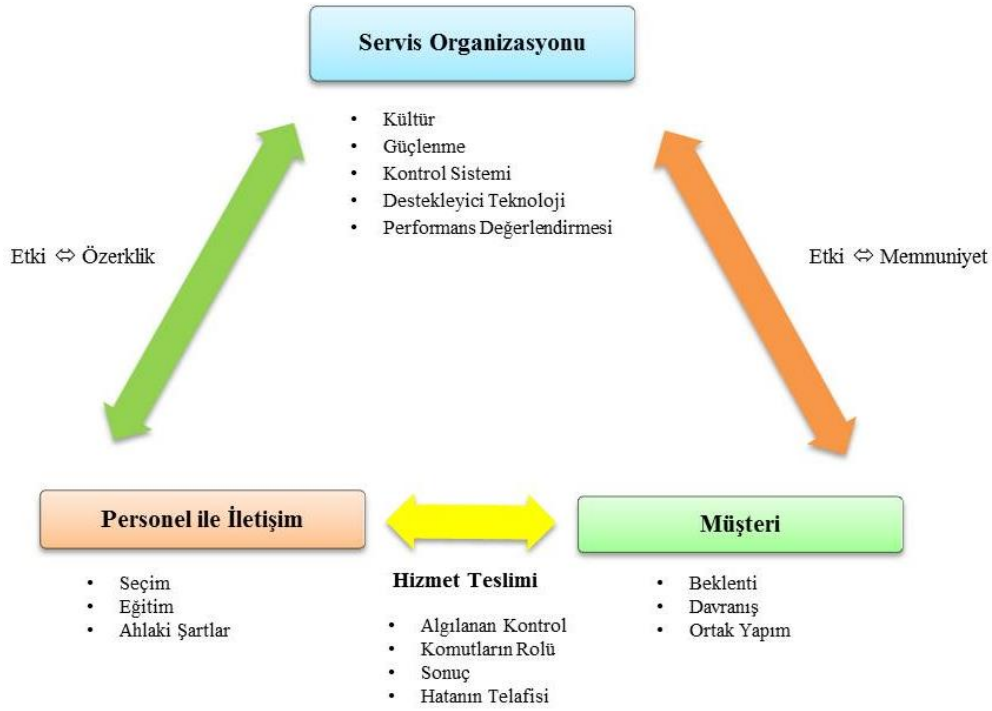 Servis Organizasyonu
• Kültür
• Güçlenme
• Kontrol Sistemi
• Destekleyici Teknoloji
• Performans Değerlendirmesi
Etki ⇔ Özerklik
Etki ⇔ Memnuniyet
Personel ile İletişim
• Seçim
• Eğitim
• Ahlaki Şartlar
Hizmet Teslimi
• Algılanan Kontrol
• Komutların Rolü
• Sonuç
• Hatanın Telafisi
Müşteri
• Beklenti
• Davranış
• Ortak Yapım